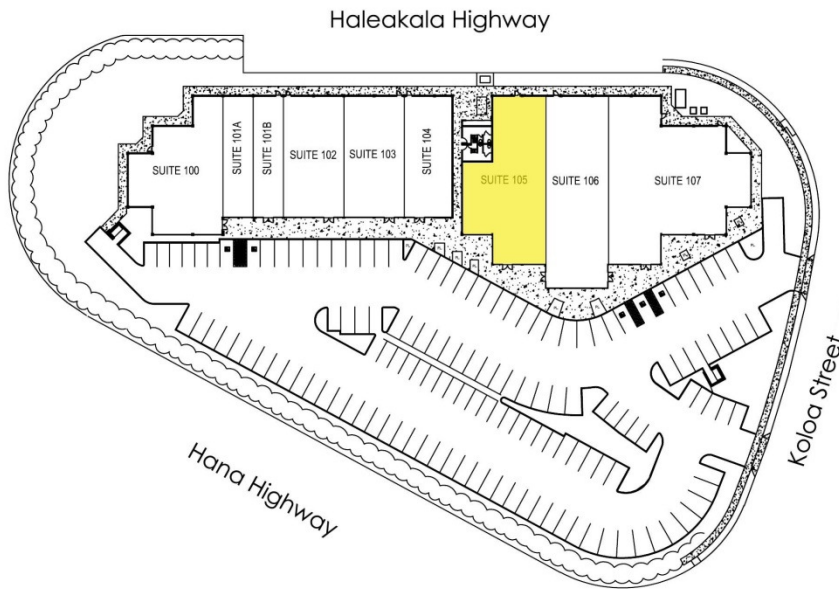 Haleakala Highway
SUITE 100
SUITE 101A
SUITE 101B
SUITE 102
SUITE 103
SUITE 104
SUITE 105
SUITE 106
SUITE 107
Koloa Street
Hana Highway